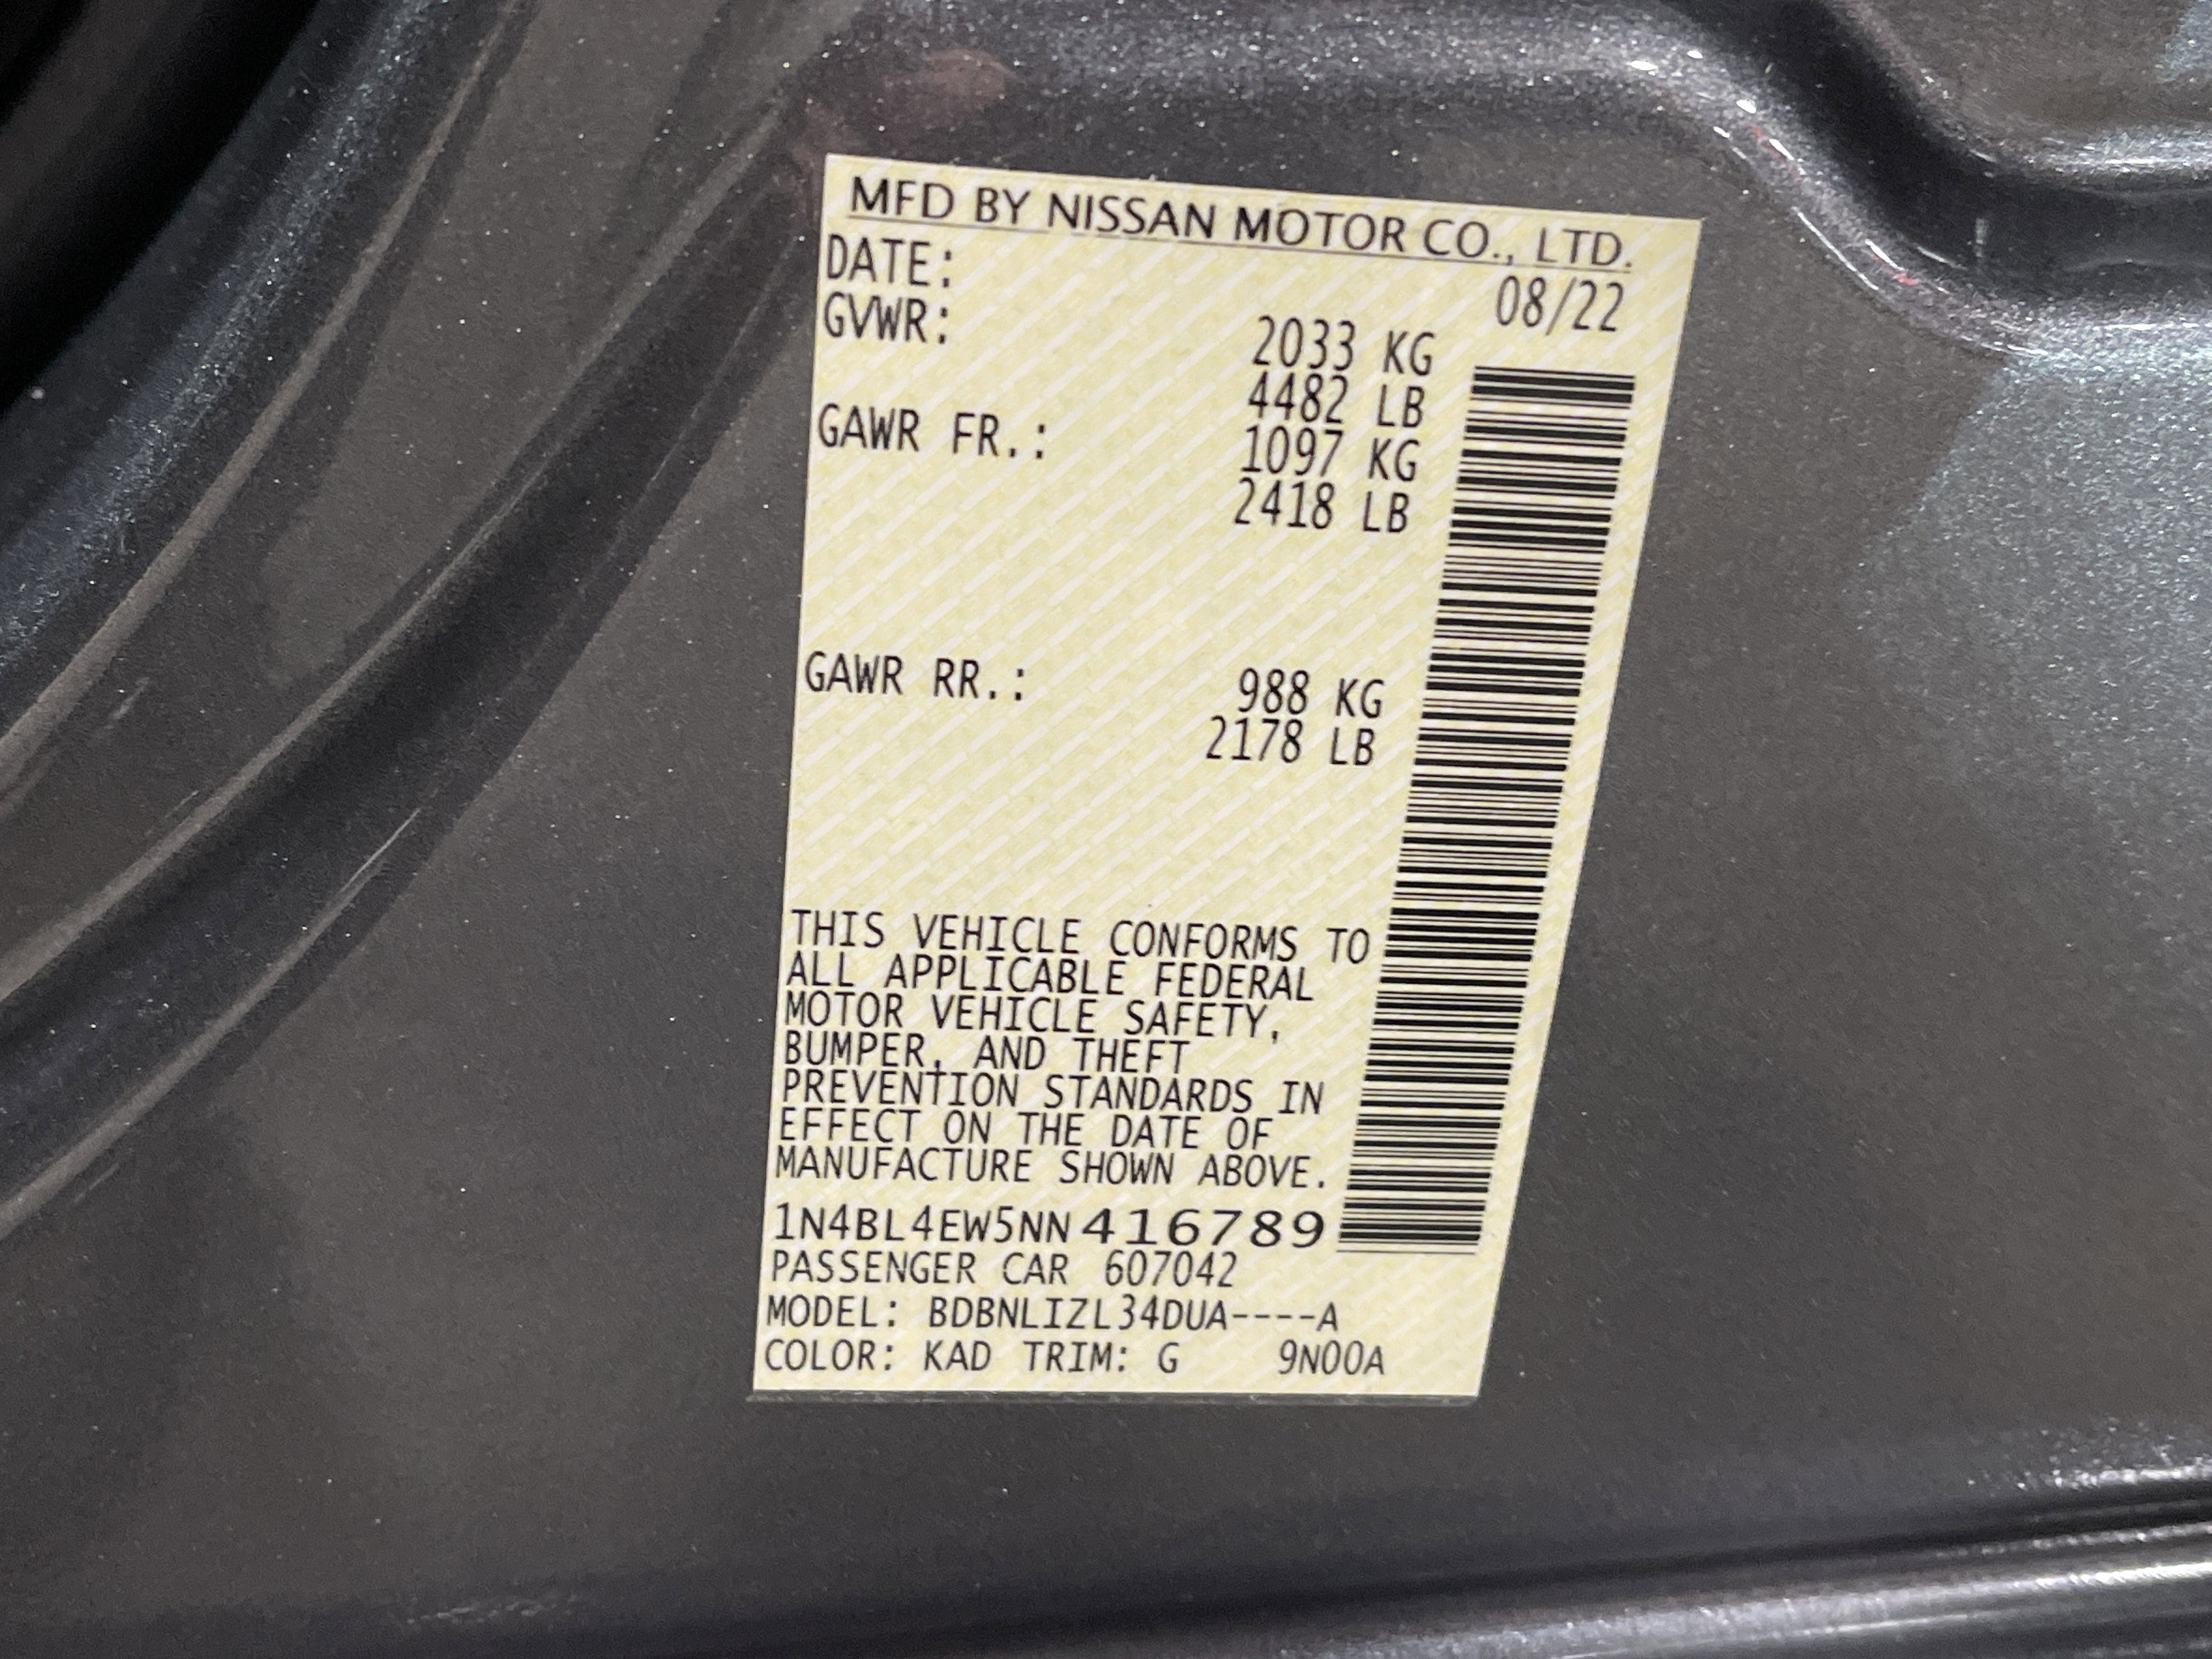 MFD BY NISSAN MOTOR CO., LTD.
DATE: 08/22
GVWR: 2033 KG
4482 LB
GAWR FR.: 1097 KG
2418 LB
GAWR RR.: 988 KG
2178 LB
THIS VEHICLE CONFORMS TO
ALL APPLICABLE FEDERAL
MOTOR VEHICLE SAFETY,
BUMPER, AND THEFT
PREVENTION STANDARDS IN
EFFECT ON THE DATE OF
MANUFACTURE SHOWN ABOVE.
1N4BL4EW5NN416789
PASSENGER CAR 607042
MODEL: BDBNLIZL34DUA----A
COLOR: KAD TRIM: G 9N00A